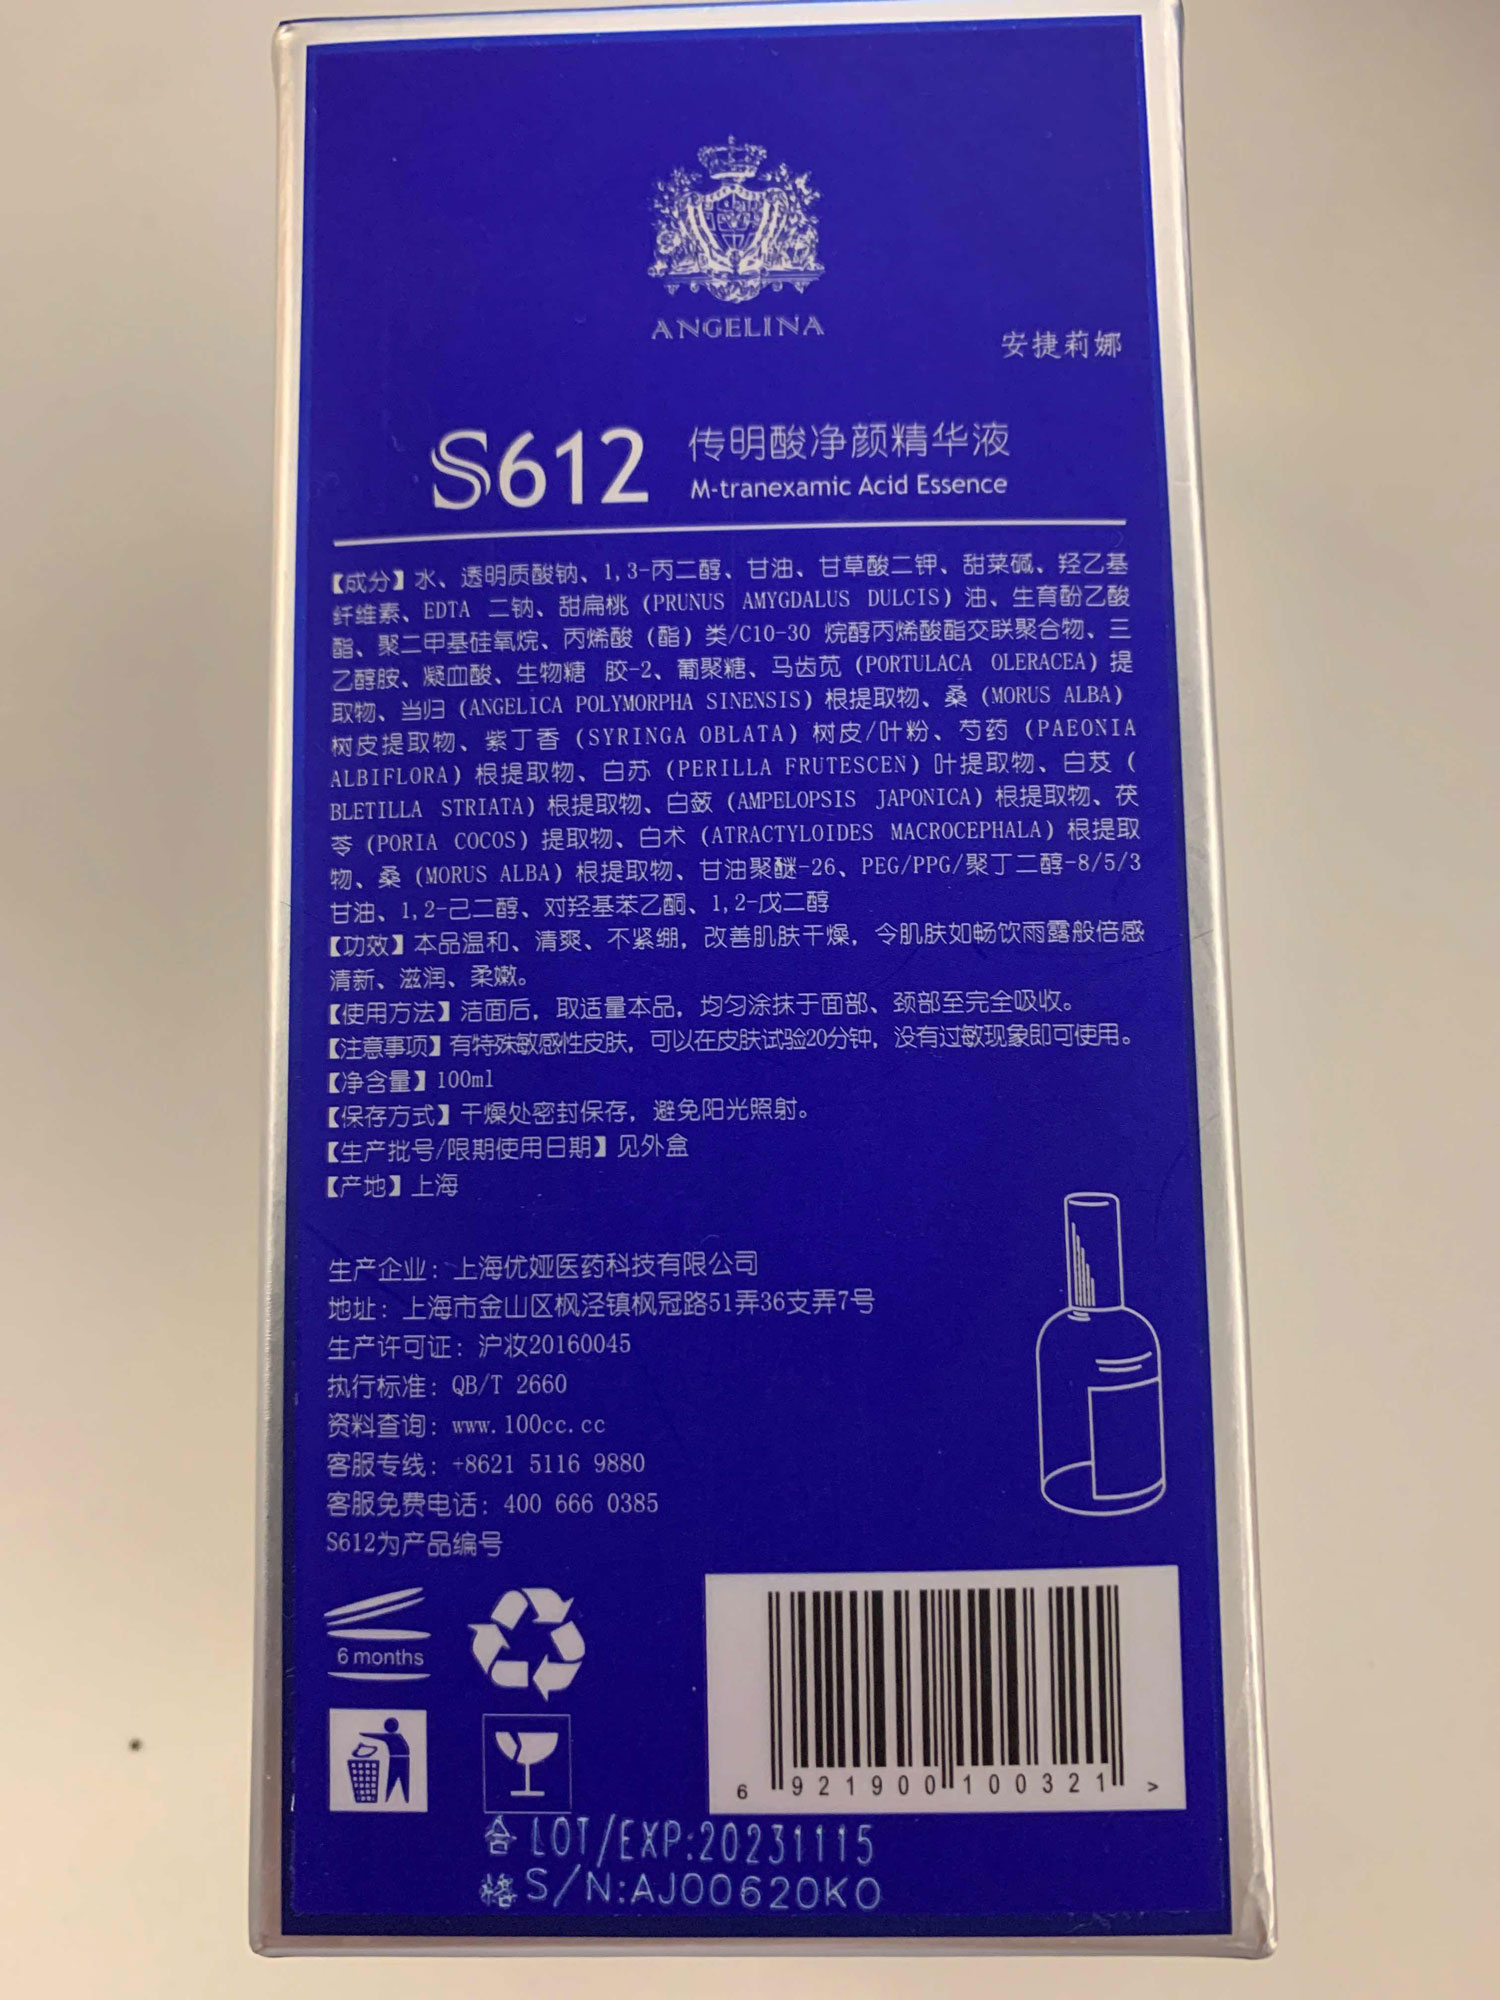 ANGELINA
安捷莉娜
S612 传明酸净颜精华液
M-tranexamic Acid Essence
【成分】水、透明质酸钠、1,3-丙二醇、甘油、甘草酸二钾、甜菜碱、羟乙基
纤维素、EDTA 二钠、甜扁桃（PRUNUS AMYGDALUS DULCIS）油、生育酚乙酸
酯、聚二甲基硅氧烷、丙烯酸（酯）类/C10-30 烷醇丙烯酸酯交联聚合物、三
乙醇胺、凝血酸、生物糖 胶-2、葡聚糖、马齿苋（PORTULACA OLERACEA）提
取物、当归（ANGELICA POLYMORPHA SINENSIS）根提取物、桑（MORUS ALBA）
树皮提取物、紫丁香（SYRINGA OBLATA）树皮/叶粉、芍药（PAEONIA
ALBIFLORA）根提取物、白苏（PERILLA FRUTESCEN）叶提取物、白芨（
BLETILLA STRIATA）根提取物、白蔹（AMPELOPSIS JAPONICA）根提取物、茯
苓（PORIA COCOS）提取物、白术（ATRACTYLOIDES MACROCEPHALA）根提取
物、桑（MORUS ALBA）根提取物、甘油聚醚-26、PEG/PPG/聚丁二醇-8/5/3
甘油、1,2-己二醇、对羟基苯乙酮、1,2-戊二醇
【功效】本品温和、清爽、不紧绷，改善肌肤干燥，令肌肤如畅饮雨露般倍感
清新、滋润、柔嫩。
【使用方法】洁面后，取适量本品，均匀涂抹于面部、颈部至完全吸收。
【注意事项】有特殊敏感性皮肤，可以在皮肤试验20分钟，没有过敏现象即可使用。
【净含量】100ml
【保存方式】干燥处密封保存，避免阳光照射。
【生产批号/限期使用日期】见外盒
【产地】上海
生产企业：上海优娅医药科技有限公司
地址：上海市金山区枫泾镇枫冠路51弄36支弄7号
生产许可证：沪妆20160045
执行标准：QB/T 2660
资料查询：www.100cc.cc
客服专线：+8621 5116 9880
客服免费电话：400 666 0385
S612为产品编号
6 months
6 921900 100321 >
合 LOT/EXP:20231115
格 S/N:AJ00620K0